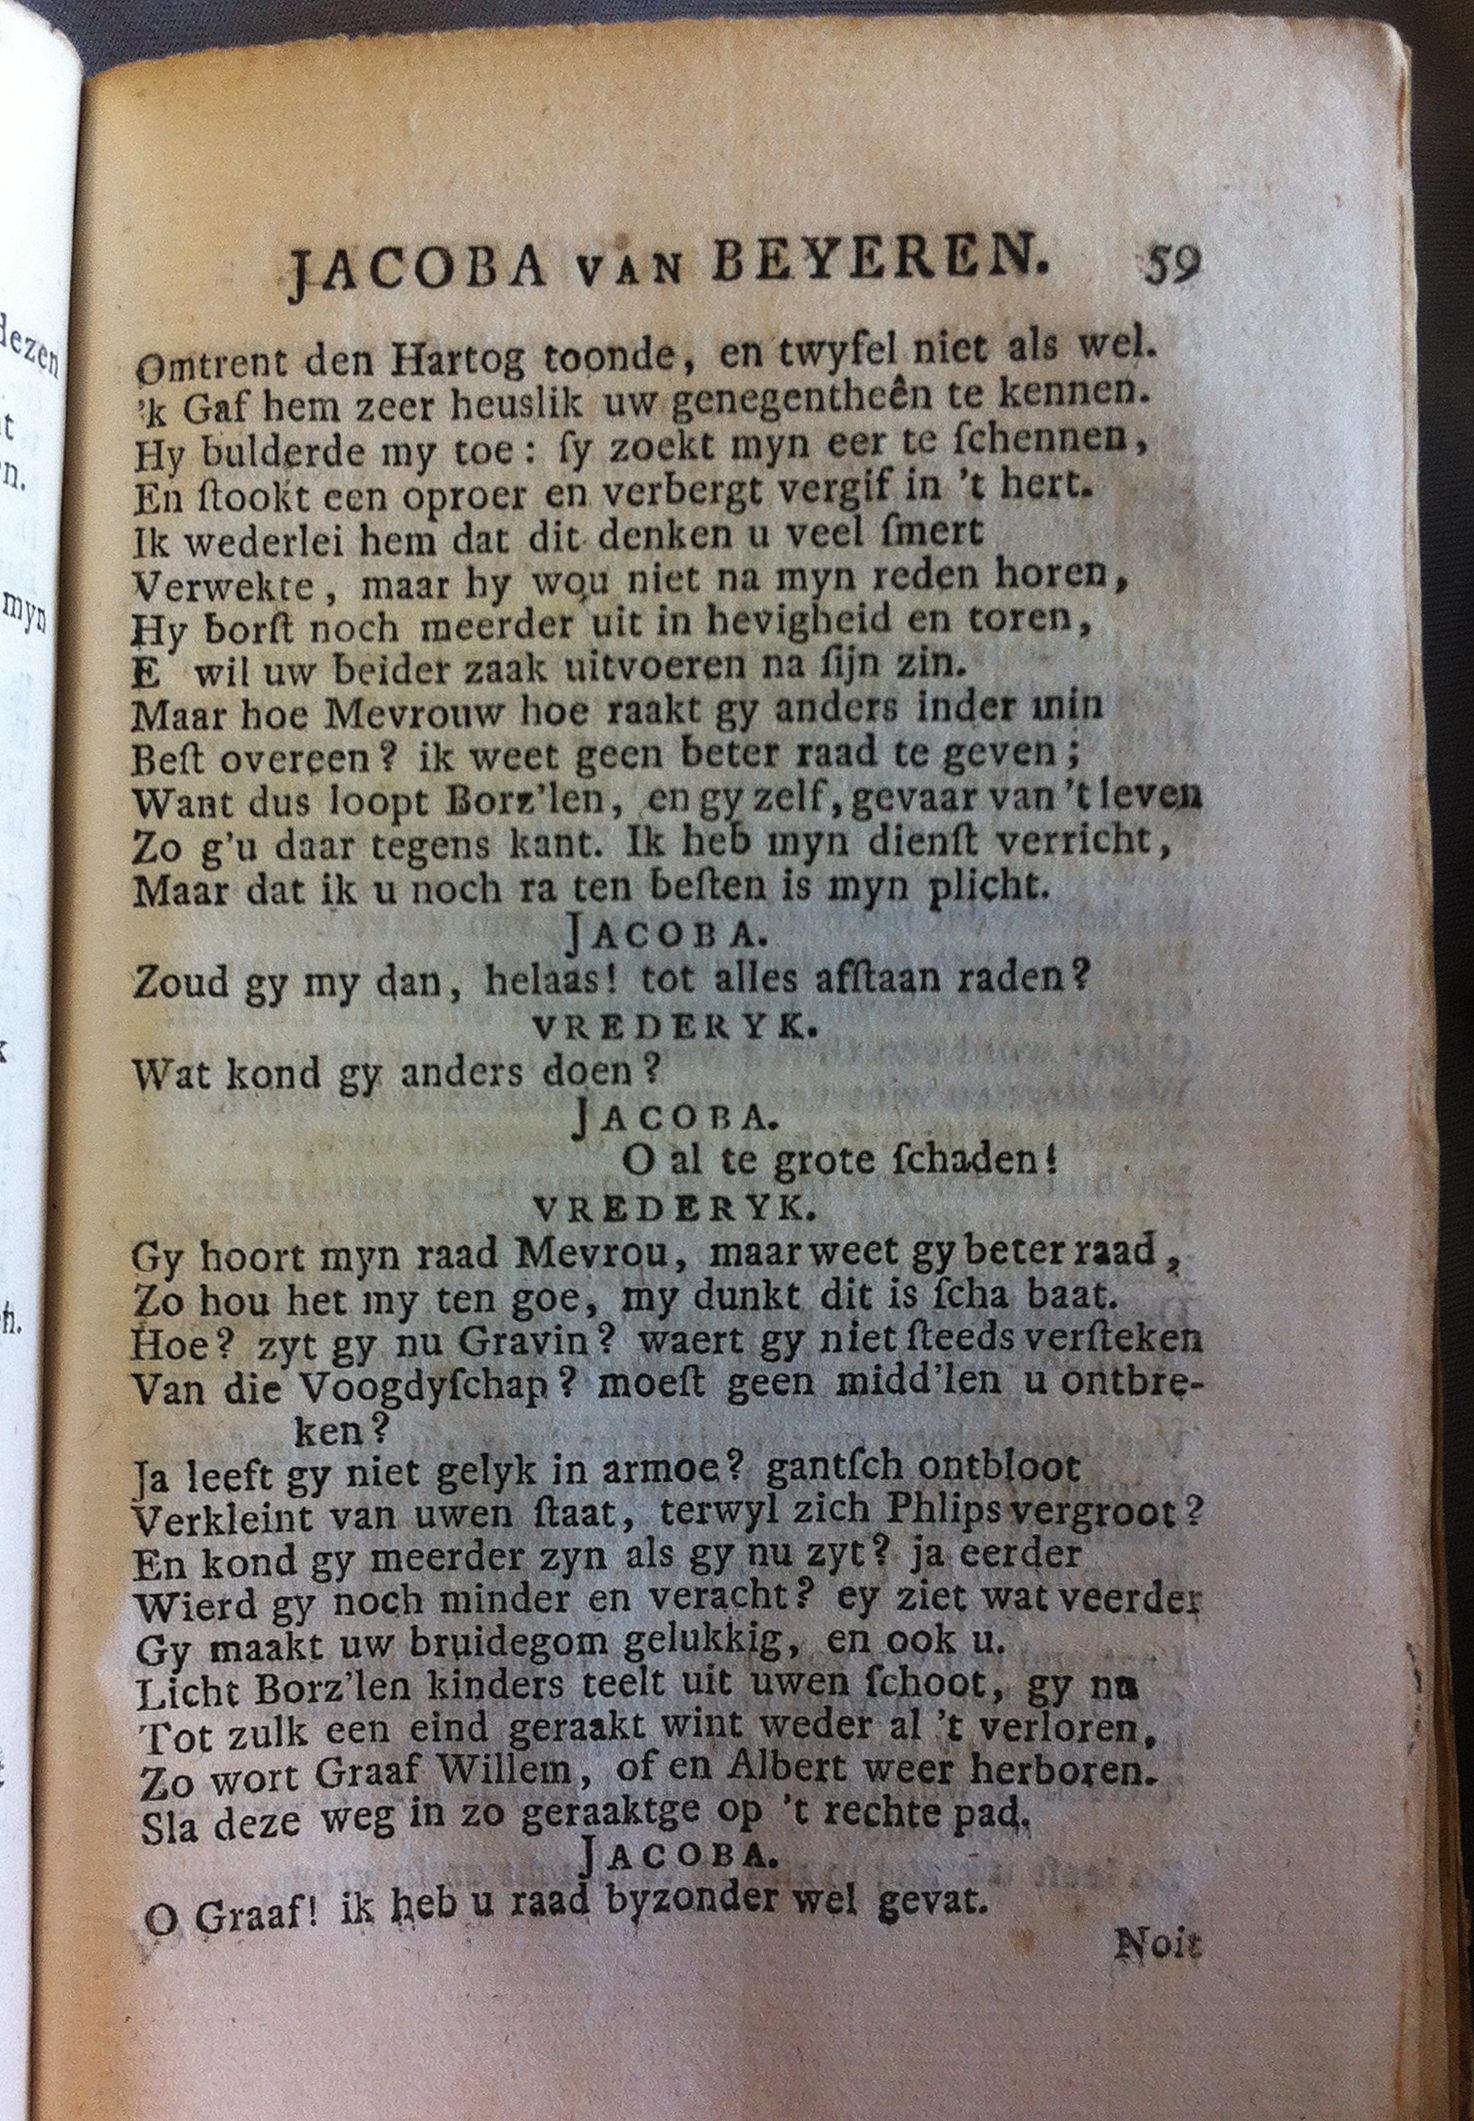 dezen
t
n.
myn
JACOBA VAN BEYEREN. 59
Omtrent den Hartog toonde, en twyfel niet als wel.
'k Gaf hem zeer heuslik uw genegentheên te kennen.
Hy bulderde my toe: ſy zoekt myn eer te ſchennen,
En ſtookt een oproer en verbergt vergif in 't hert.
Ik wederlei hem dat dit denken u veel ſmert
Verwekte, maar hy wou niet na myn reden horen,
Hy borſt noch meerder uit in hevigheid en toren,
E wil uw beider zaak uitvoeren na ſijn zin.
Maar hoe Mevrouw hoe raakt gy anders inder min
Beſt overeen? ik weet geen beter raad te geven;
Want dus loopt Borz'len, en gy zelf, gevaar van 't leven
Zo g'u daar tegens kant. Ik heb myn dienſt verricht,
Maar dat ik u noch ra ten beſten is myn plicht.
JACOBA.
Zoud gy my dan, helaas! tot alles afſtaan raden?
VREDERYK.
Wat kond gy anders doen?
JACOBA.
O al te grote ſchaden!
VREDERYK.
Gy hoort myn raad Mevrou, maar weet gy beter raad,
Zo hou het my ten goe, my dunkt dit is ſcha baat.
Hoe? zyt gy nu Gravin? waert gy niet ſteeds verſteken
Van die Voogdyſchap? moeſt geen midd'len u ontbre-
ken?
Ja leeft gy niet gelyk in armoe? gantſch ontbloot
Verkleint van uwen ſtaat, terwyl zich Phlips vergroot?
En kond gy meerder zyn als gy nu zyt? ja eerder
Wierd gy noch minder en veracht? ey ziet wat veerder
Gy maakt uw bruidegom gelukkig, en ook u.
Licht Borz'len kinders teelt uit uwen ſchoot, gy nu
Tot zulk een eind geraakt wint weder al 't verloren,
Zo wort Graaf Willem, of en Albert weer herboren.
Sla deze weg in zo geraaktge op 't rechte pad.
JACOBA.
O Graaf! ik heb u raad byzonder wel gevat.
Noit